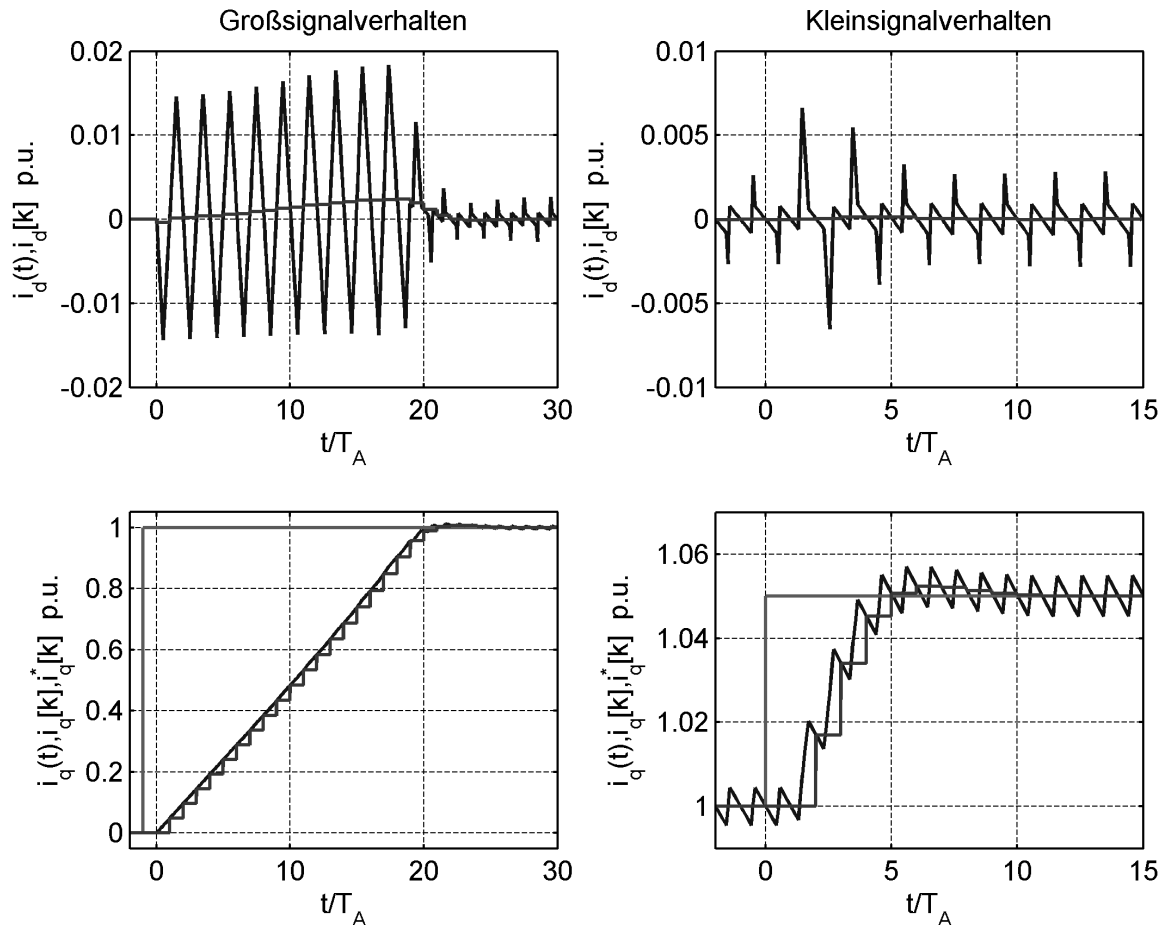 Großsignalverhalten
0.02
0.01
0
-0.01
-0.02
i_d(t),i_d[k] p.u.
0 10 20 30
t/T_A
Kleinsignalverhalten
0.01
0.005
0
-0.005
-0.01
i_d(t),i_d[k] p.u.
0 5 10 15
t/T_A
1
0.8
0.6
0.4
0.2
0
i_q(t),i_q[k],i_q^*[k] p.u.
0 10 20 30
t/T_A
1.06
1.04
1.02
1
i_q(t),i_q[k],i_q^*[k] p.u.
0 5 10 15
t/T_A